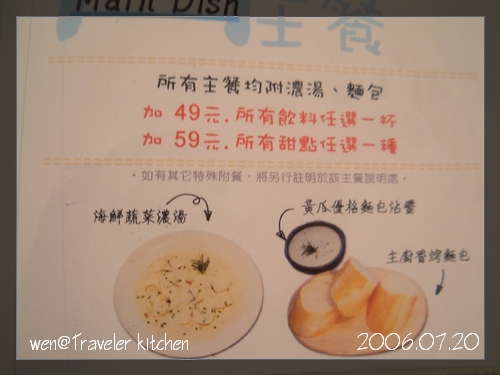 Main Dish
主餐
所有主餐均附濃湯、麵包
加 49元.所有飲料任選一杯
加 59元.所有甜點任選一種
·如有其它特殊附餐,將另行註明於該主餐說明處·
海鮮蔬菜濃湯
黃瓜優格麵包沾醬
主廚香烤麵包
wen@Traveler kitchen
2006.07.20